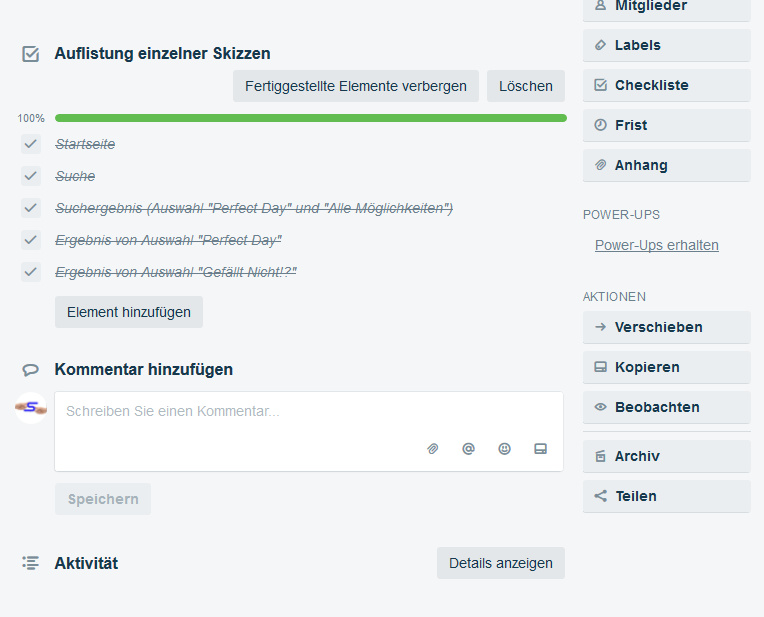 Auflistung einzelner Skizzen
Fertiggestellte Elemente verbergen
Löschen
100%
Startseite
Suche
Suchergebnis (Auswahl "Perfect Day" und "Alle Möglichkeiten")
Ergebnis von Auswahl "Perfect Day"
Ergebnis von Auswahl "Gefällt Nicht!?"
Element hinzufügen
Kommentar hinzufügen
S
Schreiben Sie einen Kommentar...
Speichern
Aktivität
Details anzeigen
Mitglieder
Labels
Checkliste
Frist
Anhang
POWER-UPS
Power-Ups erhalten
AKTIONEN
Verschieben
Kopieren
Beobachten
Archiv
Teilen